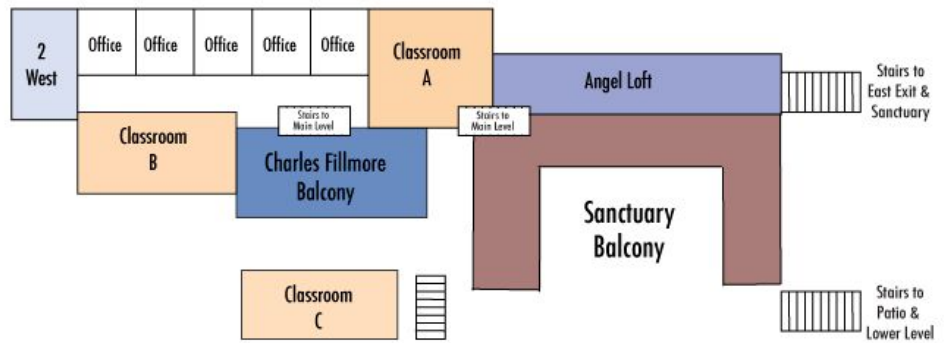 2
West
Office
Office
Office
Office
Office
Classroom
A
Angel Loft
Stairs to
East Exit &
Sanctuary
Stairs to
Main Level
Stairs to
Main Level
Classroom
B
Charles Fillmore
Balcony
Sanctuary
Balcony
Classroom
C
Stairs to
Patio &
Lower Level